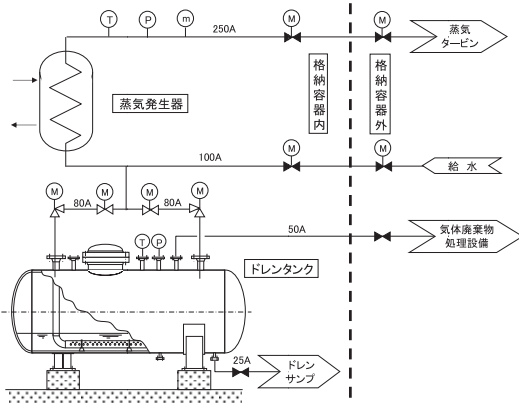 T
P
m
250A
M
M
蒸気
タービン
蒸気発生器
格納容器内
格納容器外
100A
M
M
給水
M
M
M
M
80A
80A
50A
気体廃棄物
処理設備
T
P
ドレンタンク
25A
ドレン
サンプ